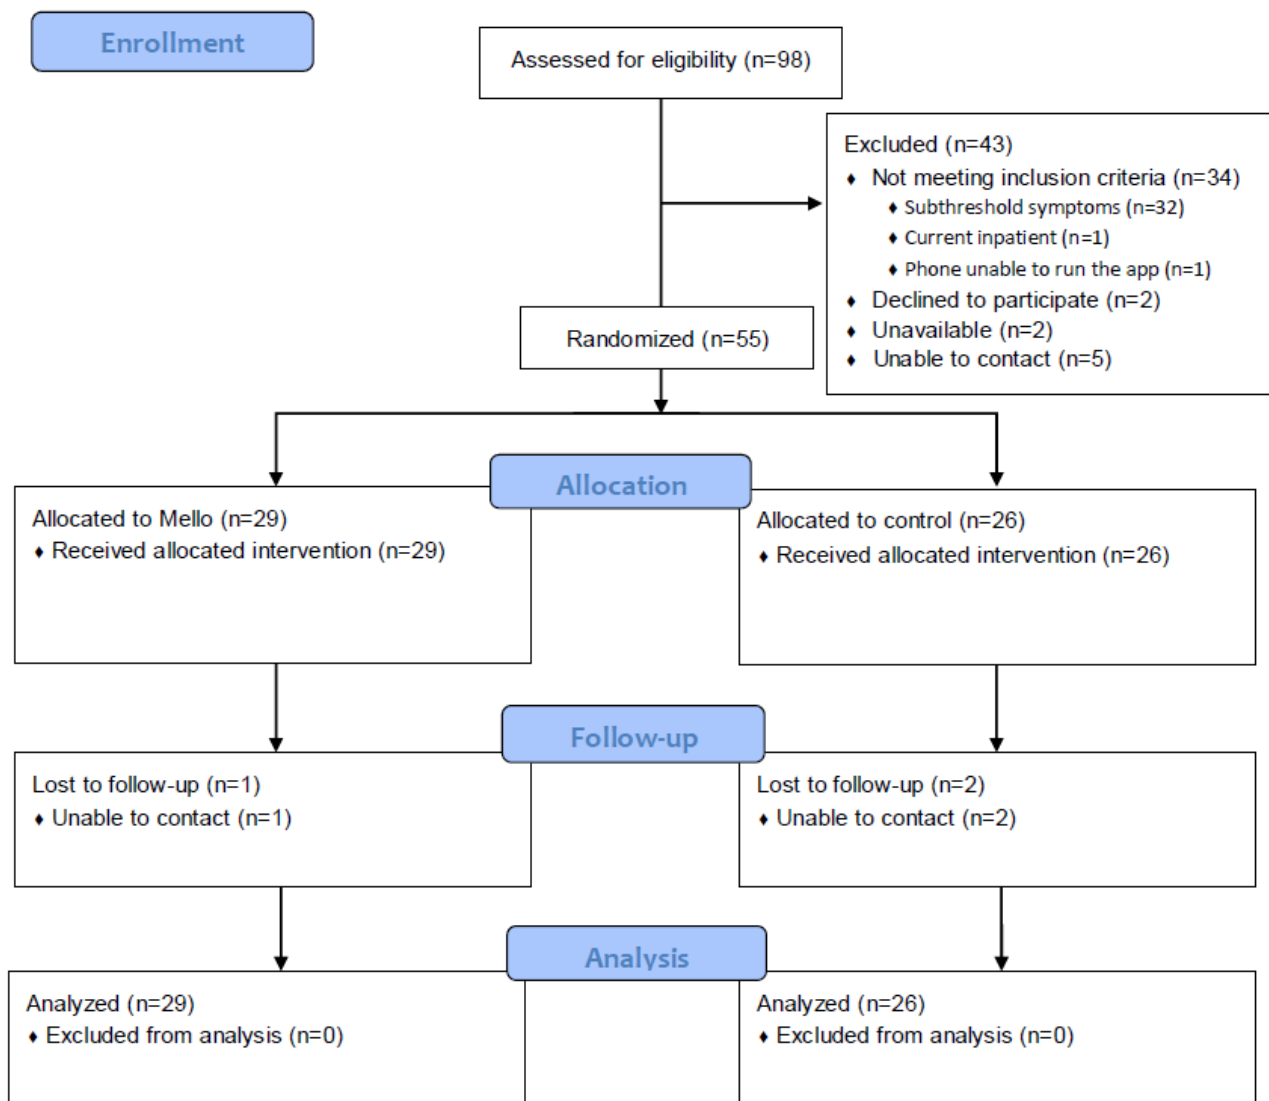 Enrollment
Assessed for eligibility (n=98)
Excluded (n=43)
♦ Not meeting inclusion criteria (n=34)
♦ Subthreshold symptoms (n=32)
♦ Current inpatient (n=1)
♦ Phone unable to run the app (n=1)
♦ Declined to participate (n=2)
♦ Unavailable (n=2)
♦ Unable to contact (n=5)
Randomized (n=55)
Allocation
Allocated to Mello (n=29)
♦ Received allocated intervention (n=29)
Allocated to control (n=26)
♦ Received allocated intervention (n=26)
Follow-up
Lost to follow-up (n=1)
♦ Unable to contact (n=1)
Lost to follow-up (n=2)
♦ Unable to contact (n=2)
Analysis
Analyzed (n=29)
♦ Excluded from analysis (n=0)
Analyzed (n=26)
♦ Excluded from analysis (n=0)